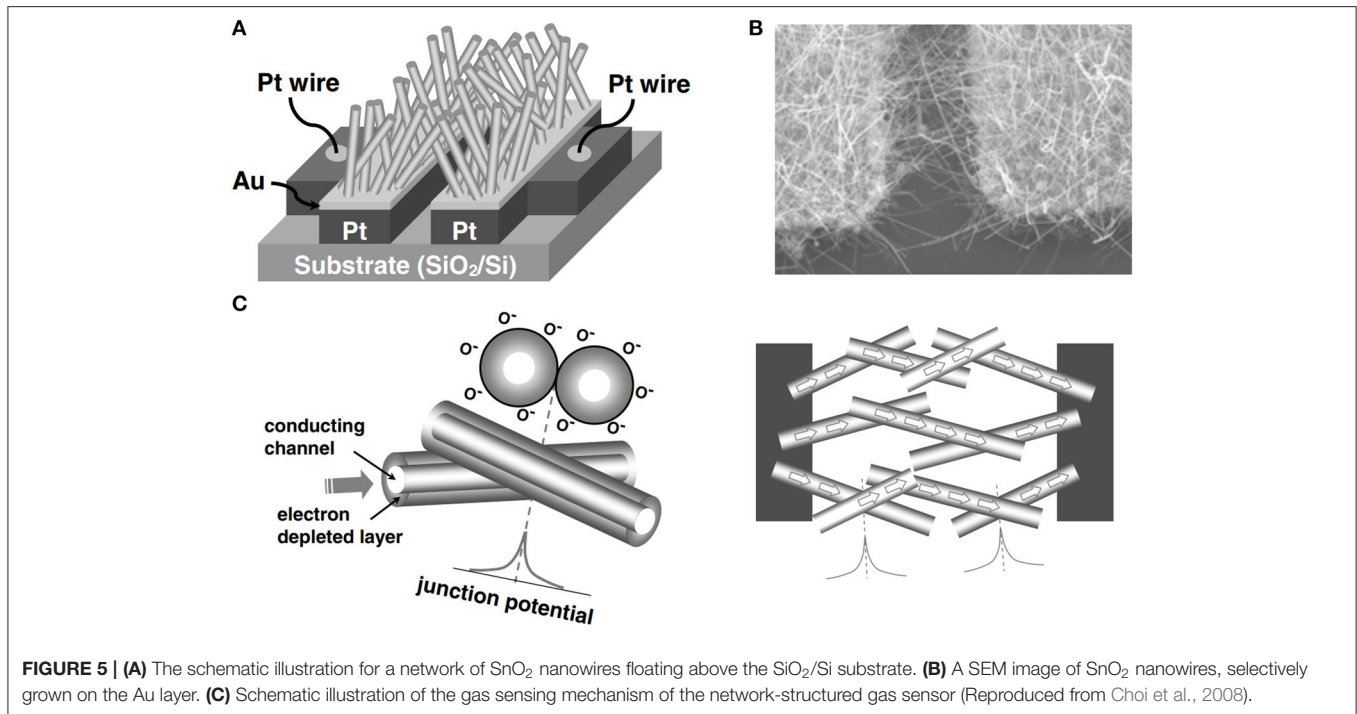 A
B
Pt wire
Pt wire
Au
Pt
Pt
Substrate (SiO₂/Si)
C
O-
O-
O-
O-
O-
O-
O-
O-
O-
O-
O-
O-
conducting
channel
electron
depleted layer
junction potential
FIGURE 5 | (A) The schematic illustration for a network of SnO₂ nanowires floating above the SiO₂/Si substrate. (B) A SEM image of SnO₂ nanowires, selectively
grown on the Au layer. (C) Schematic illustration of the gas sensing mechanism of the network-structured gas sensor (Reproduced from Choi et al., 2008).